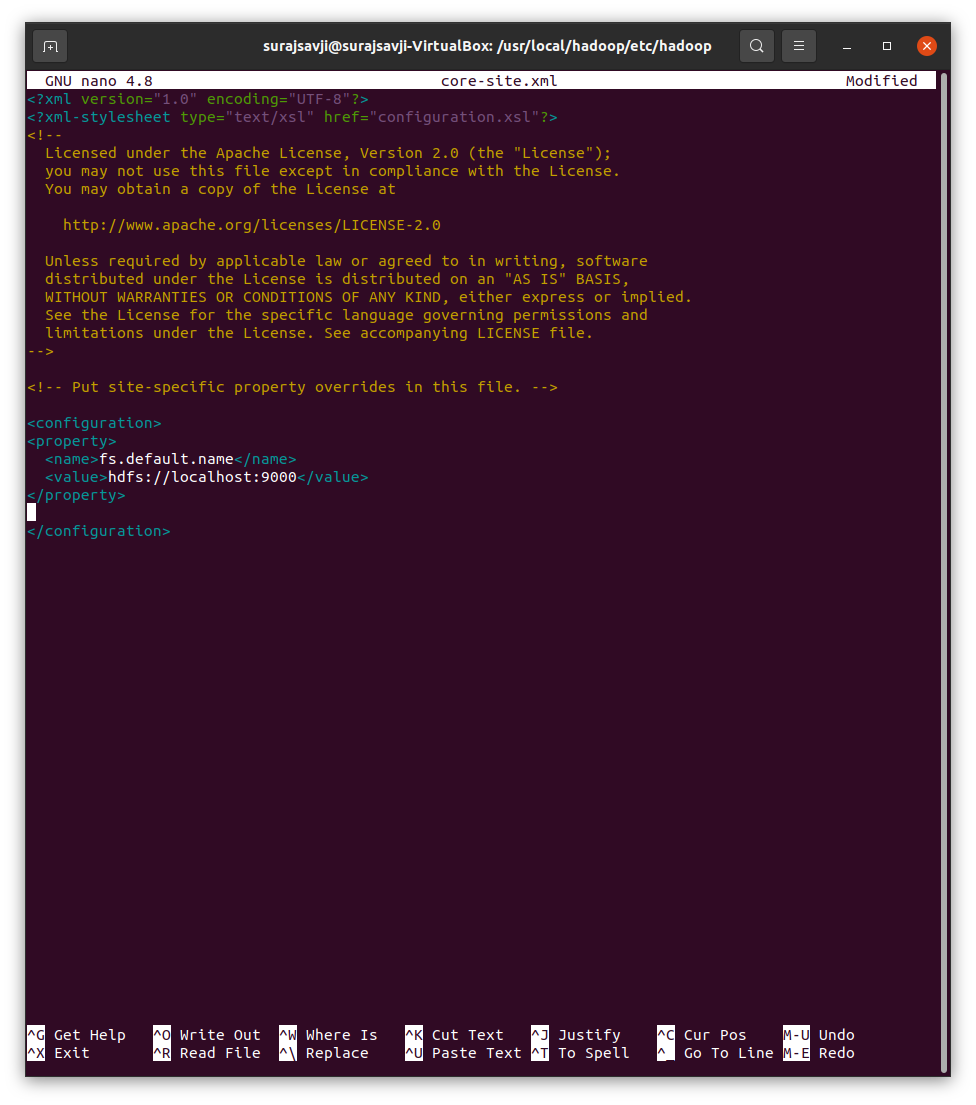 surajsavji@surajsavji-VirtualBox: /usr/local/hadoop/etc/hadoop
GNU nano 4.8 core-site.xml Modified
<?xml version="1.0" encoding="UTF-8"?>
<?xml-stylesheet type="text/xsl" href="configuration.xsl"?>
<!--
  Licensed under the Apache License, Version 2.0 (the "License");
  you may not use this file except in compliance with the License.
  You may obtain a copy of the License at

    http://www.apache.org/licenses/LICENSE-2.0

  Unless required by applicable law or agreed to in writing, software
  distributed under the License is distributed on an "AS IS" BASIS,
  WITHOUT WARRANTIES OR CONDITIONS OF ANY KIND, either express or implied.
  See the License for the specific language governing permissions and
  limitations under the License. See accompanying LICENSE file.
-->

<!-- Put site-specific property overrides in this file. -->

<configuration>
<property>
  <name>fs.default.name</name>
  <value>hdfs://localhost:9000</value>
</property>

</configuration>
^G Get Help ^O Write Out ^W Where Is ^K Cut Text ^J Justify ^C Cur Pos M-U Undo
^X Exit ^R Read File ^\ Replace ^U Paste Text ^T To Spell ^_ Go To Line M-E Redo